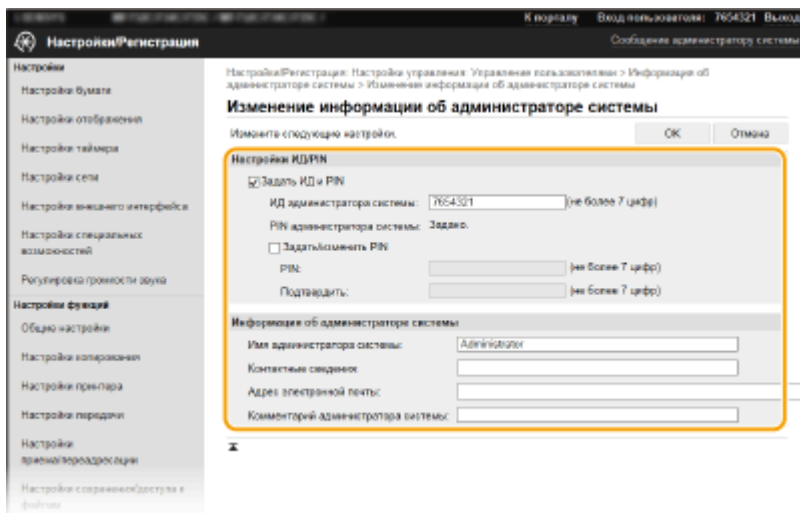 К порталу Вход пользователя: 7654321 Выход
Настройки/Регистрация
Сообщение администратору системы
Настройки
Настройки бумаги
Настройки отображения
Настройки таймера
Настройки сети
Настройки внешнего интерфейса
Настройки специальных
возможностей
Регулировка громкости звука
Настройки функций
Общие настройки
Настройки копирования
Настройки принтера
Настройки передачи
Настройки
приема/переадресации
Настройки сохранения/доступа к
файлам
Настройки/Регистрация: Настройки управления: Управление пользователями > Информация об
администраторе системы > Изменение информации об администраторе системы
Изменение информации об администраторе системы
Измените следующие настройки.
OK Отмена
Настройки ИД/PIN
Задать ИД и PIN
ИД администратора системы: 7654321 (не более 7 цифр)
PIN администратора системы: Задано.
Задать/изменить PIN
PIN: (не более 7 цифр)
Подтвердить: (не более 7 цифр)
Информация об администраторе системы
Имя администратора системы: Administrator
Контактные сведения:
Адрес электронной почты:
Комментарий администратора системы: